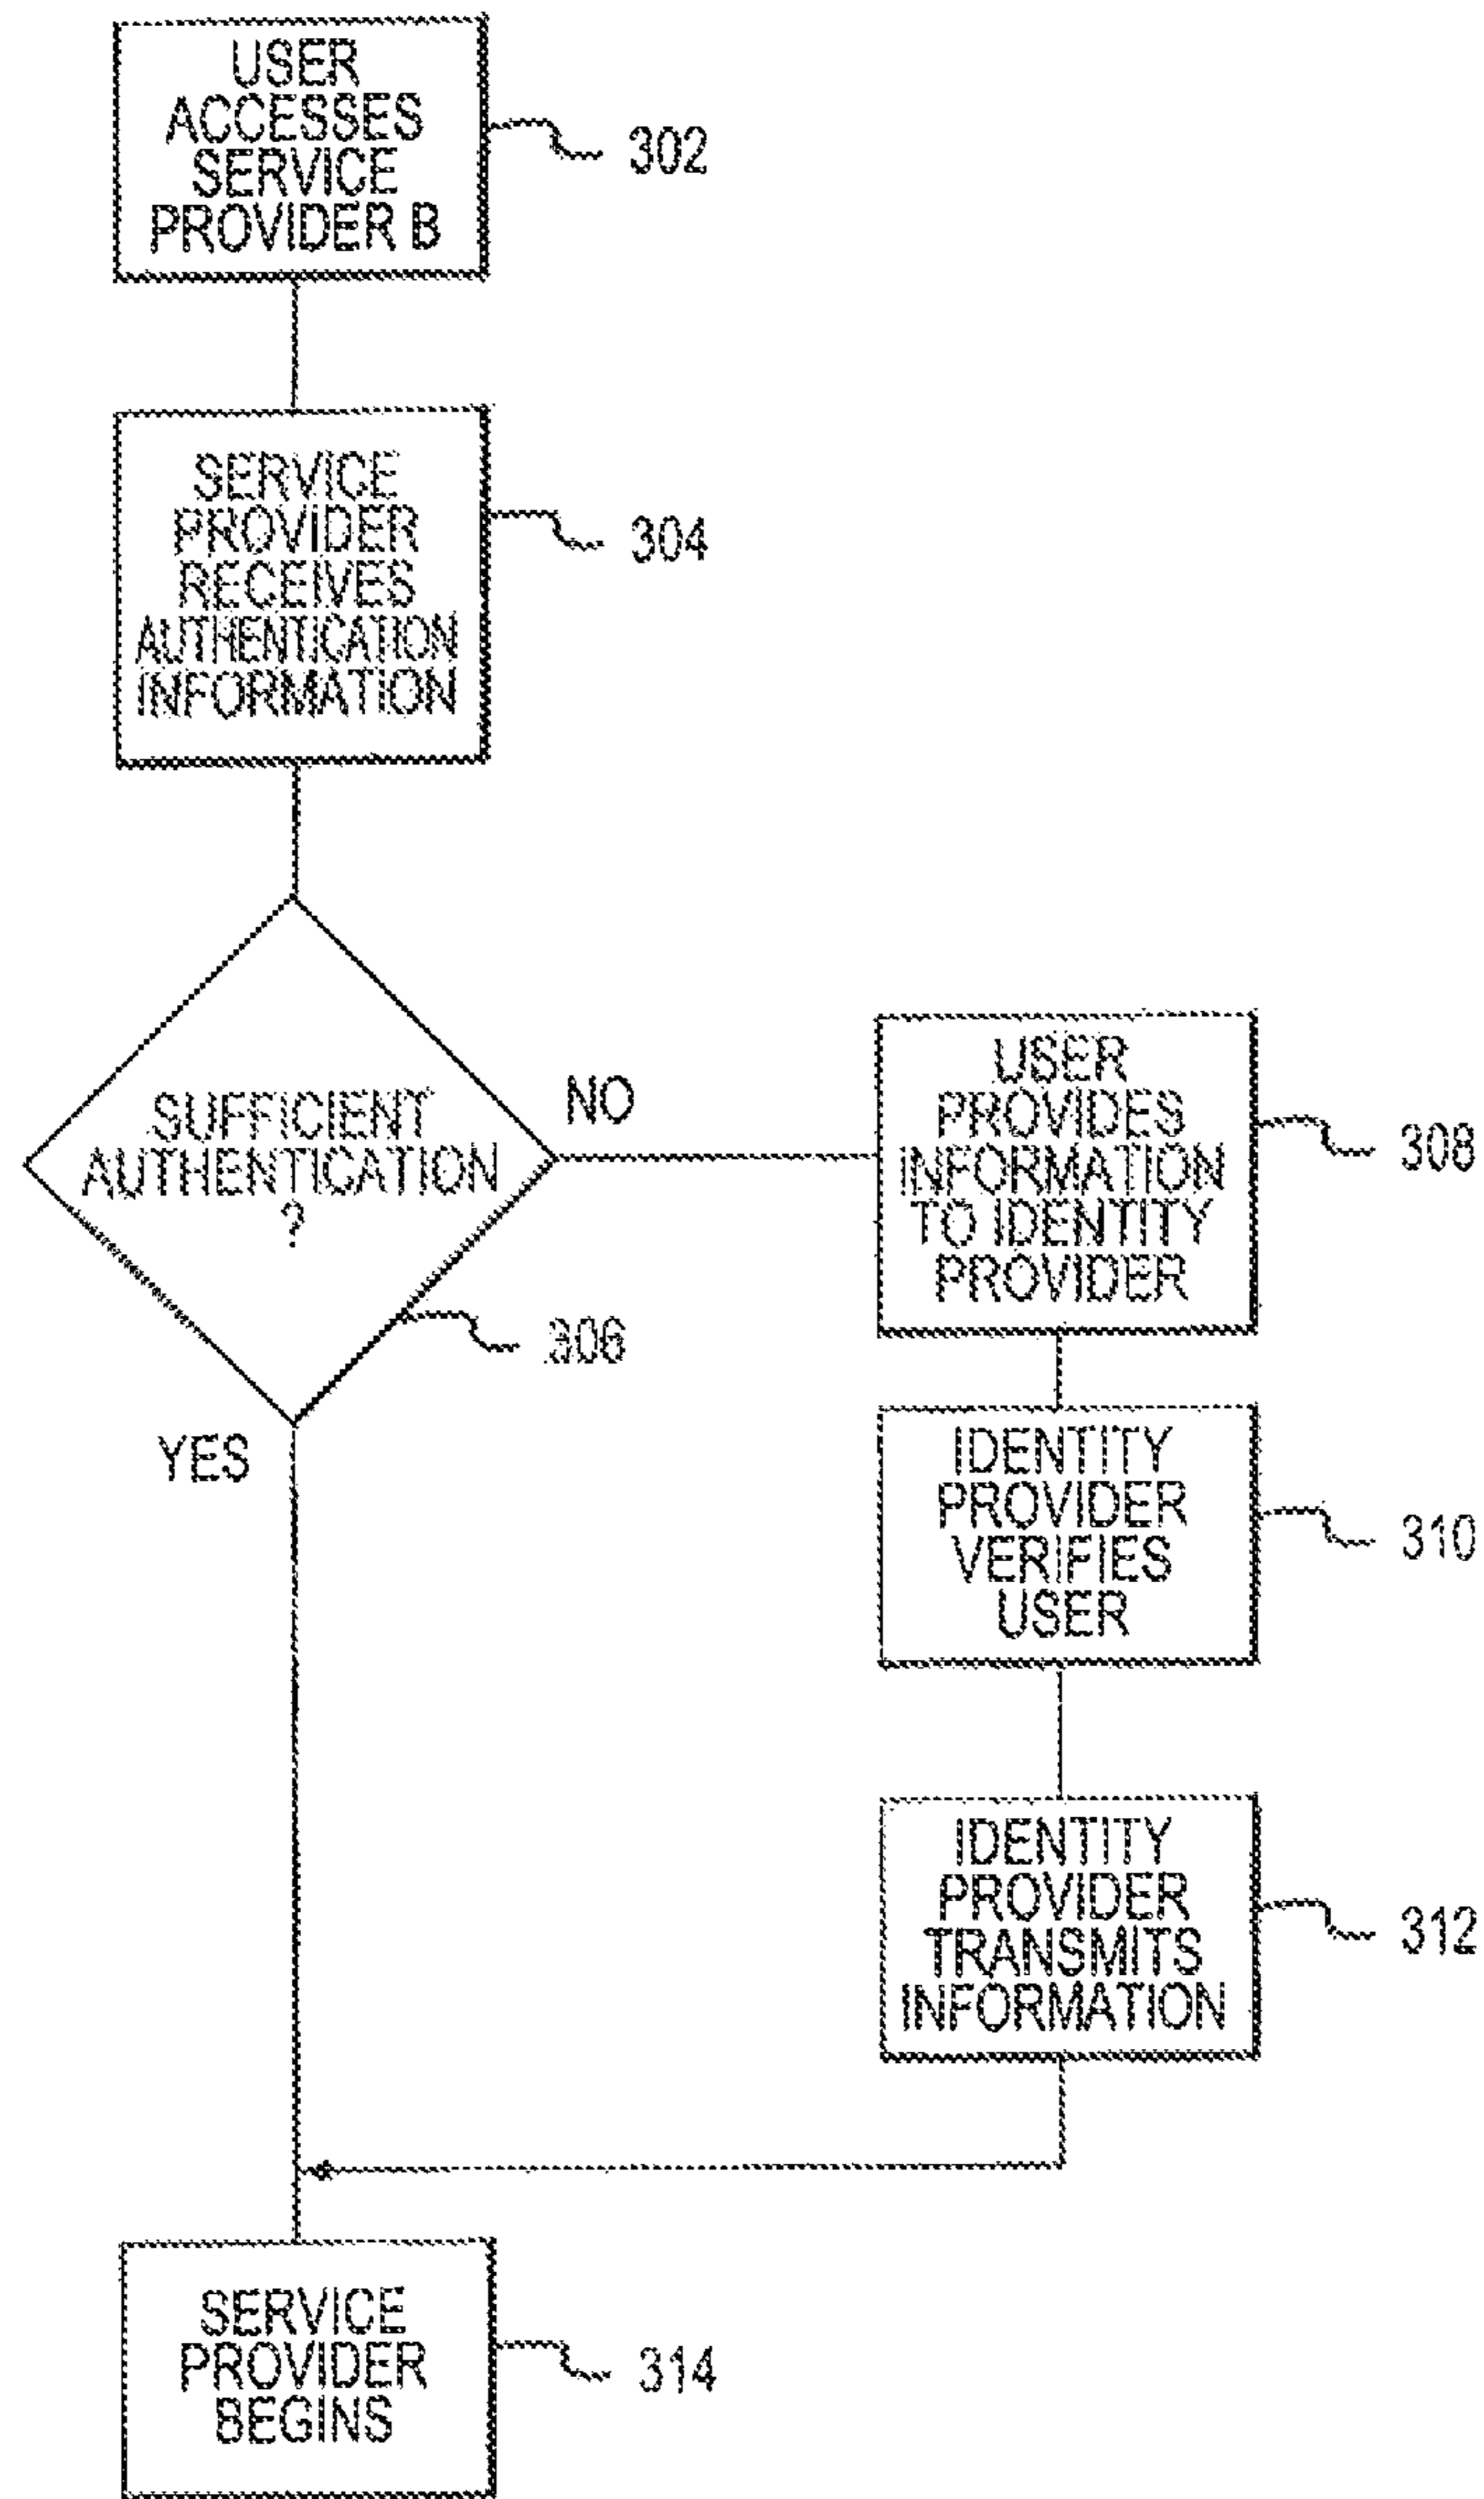 USER
ACCESSES
SERVICE
PROVIDER B
302
SERVICE
PROVIDER
RECEIVES
AUTHENTICATION
INFORMATION
304
SUFFICIENT
AUTHENTICATION
?
NO
306
YES
USER
PROVIDES
INFORMATION
TO IDENTITY
PROVIDER
308
IDENTITY
PROVIDER
VERIFIES
USER
310
IDENTITY
PROVIDER
TRANSMITS
INFORMATION
312
SERVICE
PROVIDER
BEGINS
314